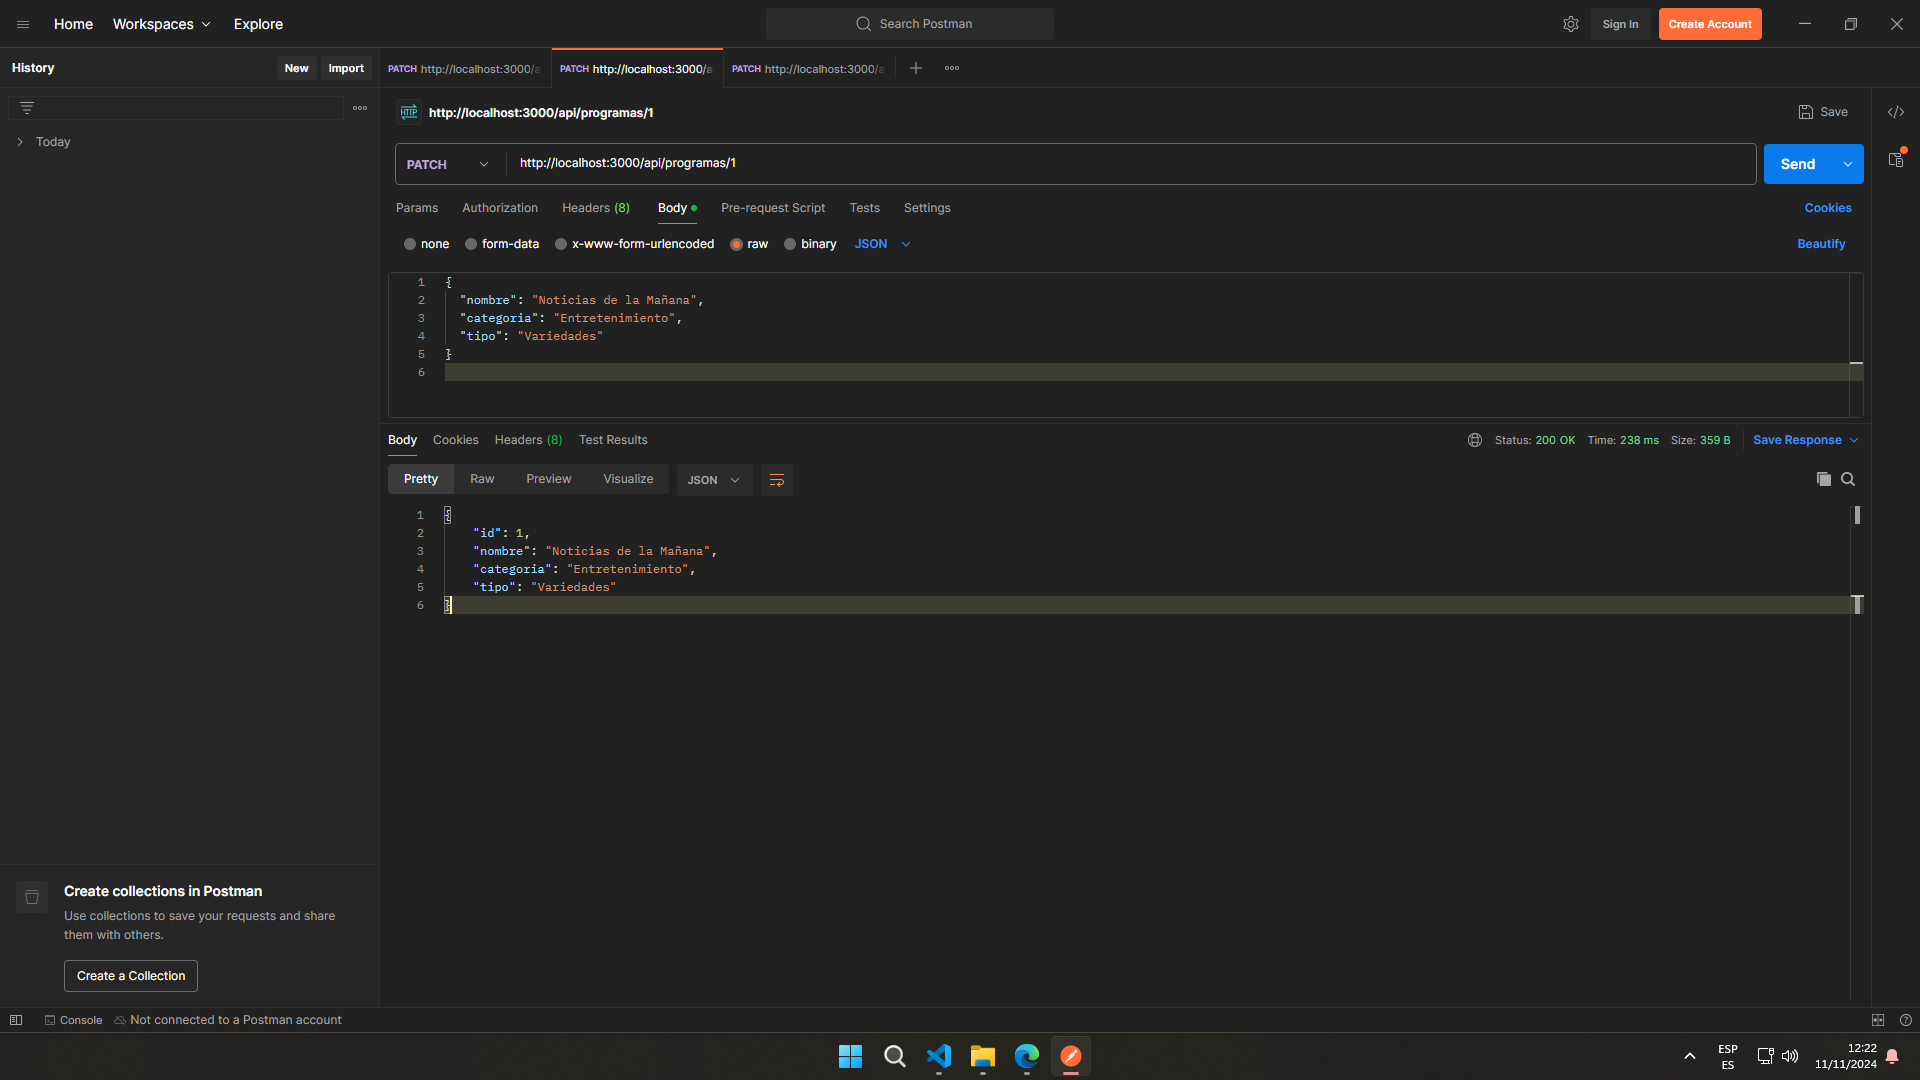 Home
Workspaces
Explore
Search Postman
Sign In
Create Account
History
New
Import
PATCH http://localhost:3000/a
PATCH http://localhost:3000/a
PATCH http://localhost:3000/a
HTTP
http://localhost:3000/api/programas/1
Save
Today
PATCH
http://localhost:3000/api/programas/1
Send
Params
Authorization
Headers (8)
Body
Pre-request Script
Tests
Settings
Cookies
none
form-data
x-www-form-urlencoded
raw
binary
JSON
Beautify
1 {
2 "nombre": "Noticias de la Mañana",
3 "categoria": "Entretenimiento",
4 "tipo": "Variedades"
5 }
6
Body
Cookies
Headers (8)
Test Results
Status: 200 OK
Time: 238 ms
Size: 359 B
Save Response
Pretty
Raw
Preview
Visualize
JSON
1 {
2 "id": 1,
3 "nombre": "Noticias de la Mañana",
4 "categoria": "Entretenimiento",
5 "tipo": "Variedades"
6 }
Create collections in Postman
Use collections to save your requests and share
them with others.
Create a Collection
Console
Not connected to a Postman account
ESP
ES
12:22
11/11/2024